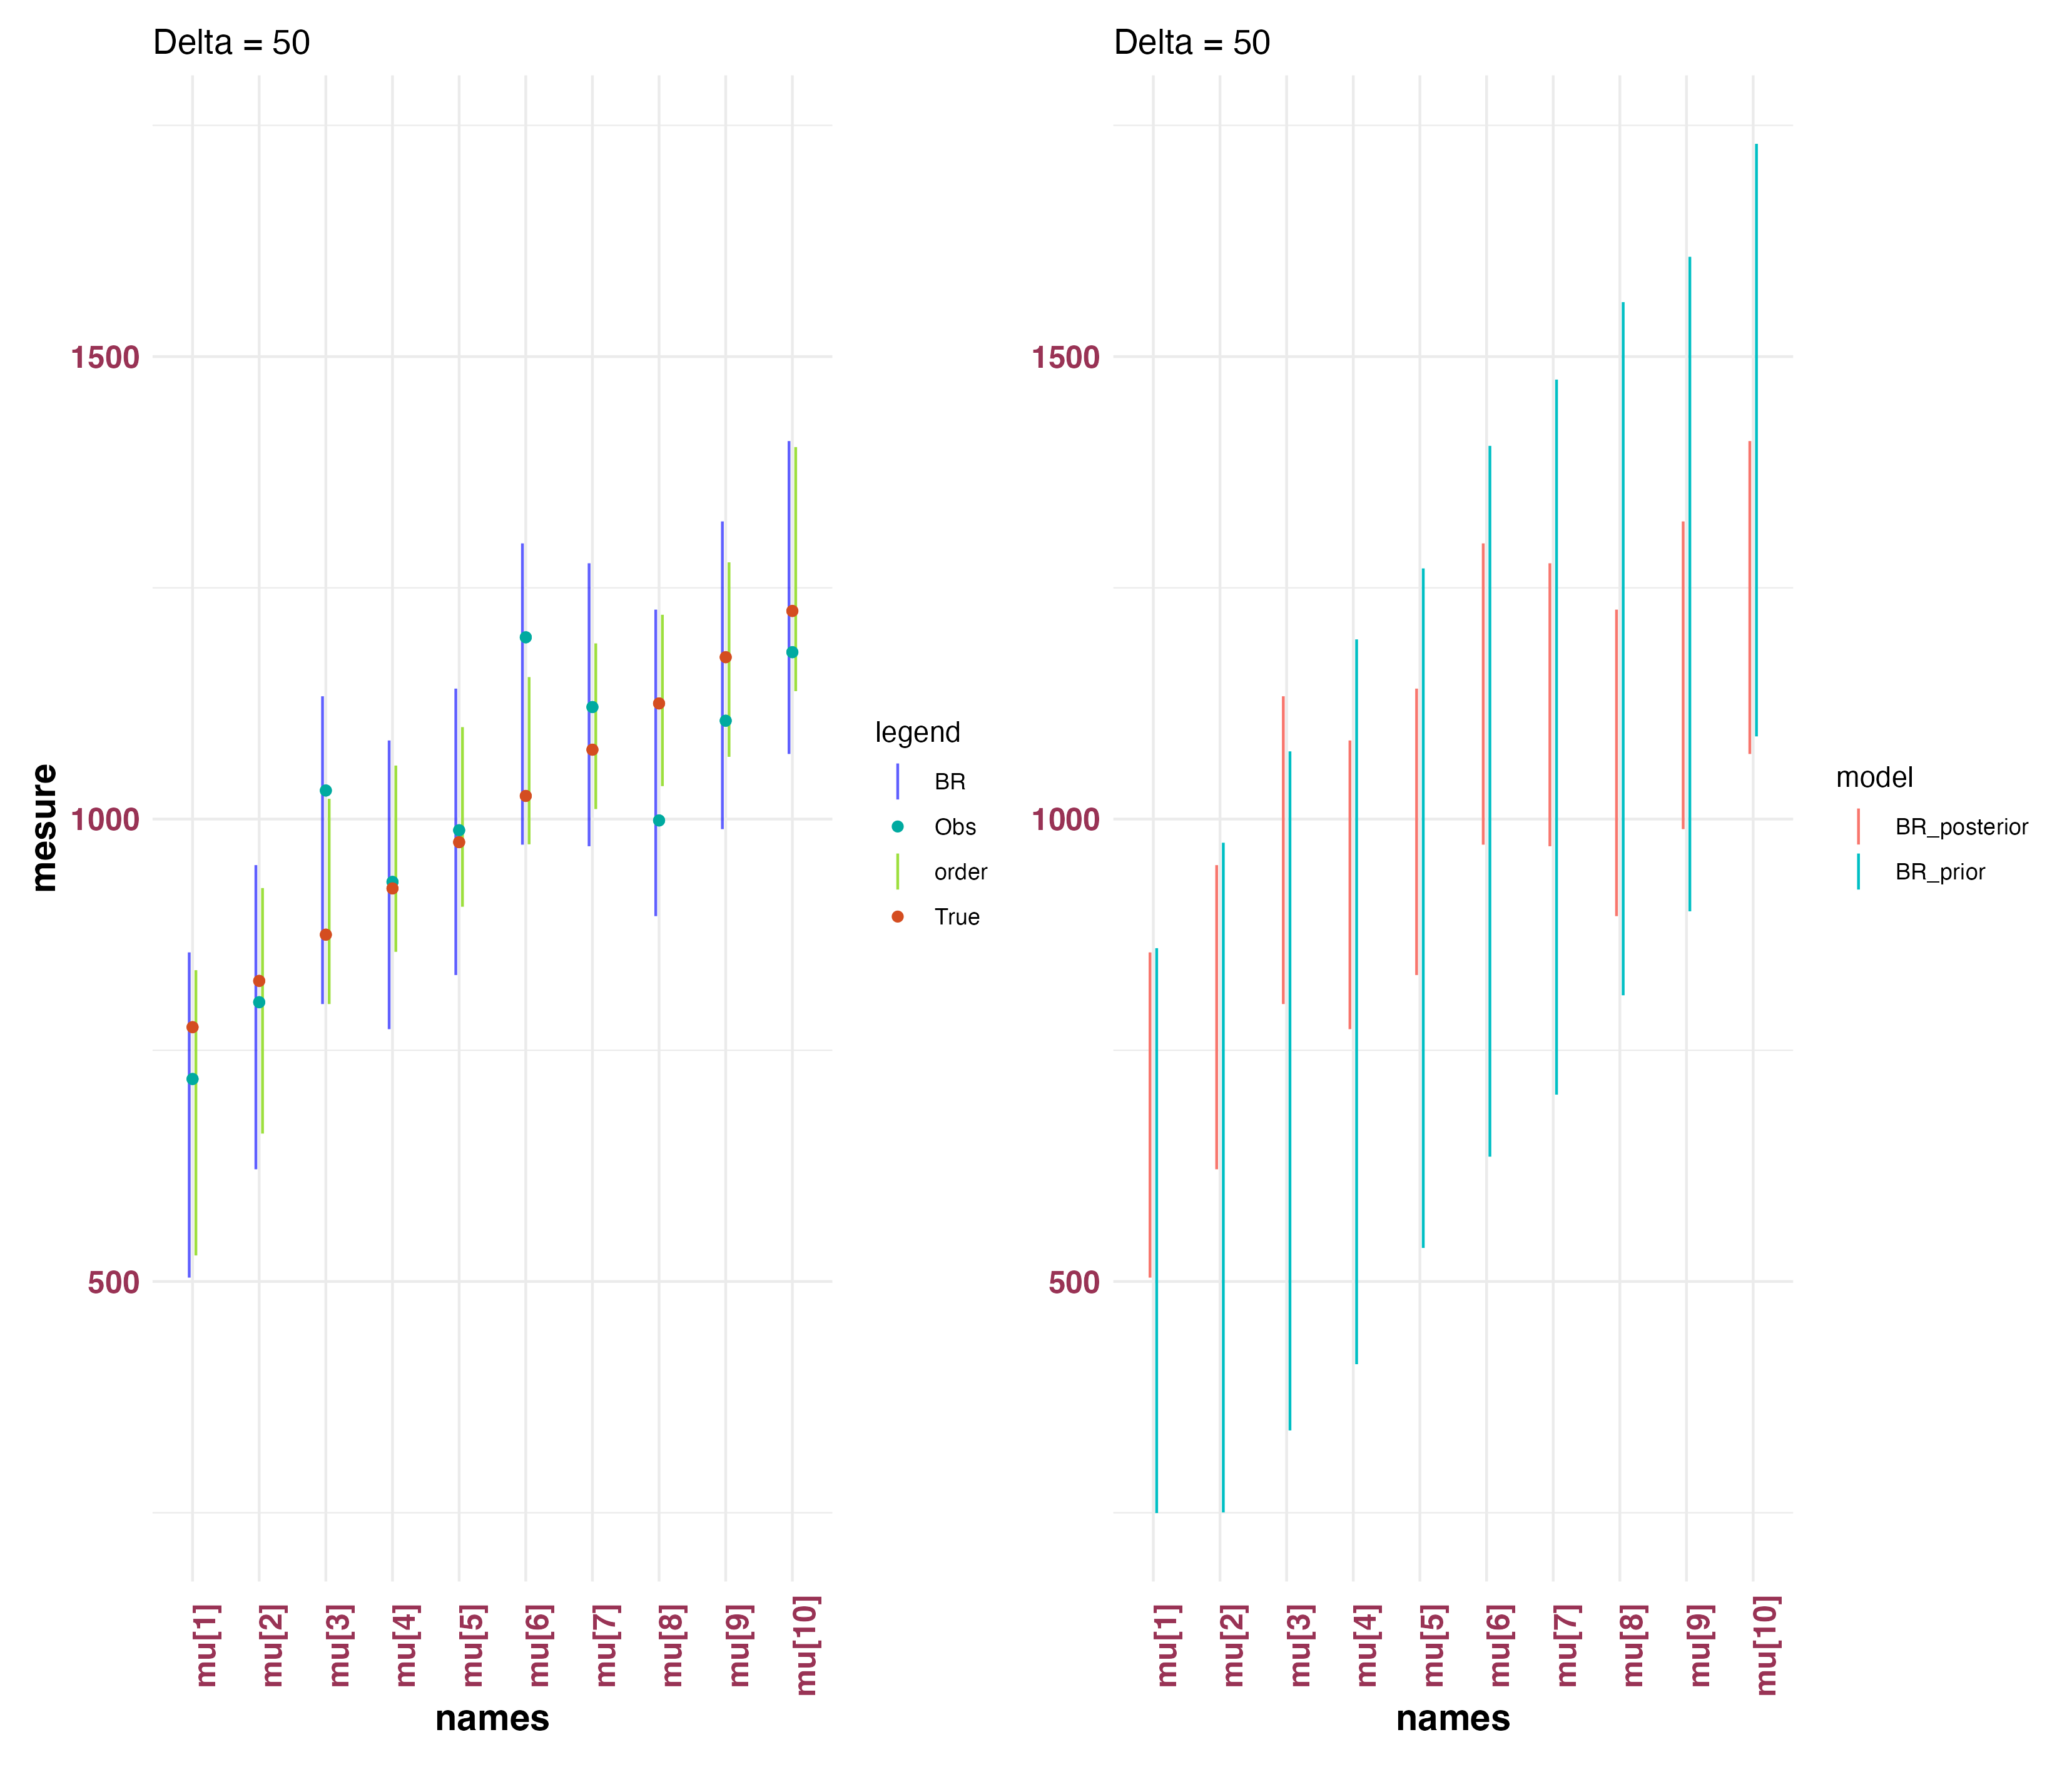 Delta = 50
mesure
1500
1000
500
mu[1]
mu[2]
mu[3]
mu[4]
mu[5]
mu[6]
mu[7]
mu[8]
mu[9]
mu[10]
names
legend
BR
Obs
order
True
Delta = 50
1500
1000
500
mu[1]
mu[2]
mu[3]
mu[4]
mu[5]
mu[6]
mu[7]
mu[8]
mu[9]
mu[10]
names
model
BR_posterior
BR_prior